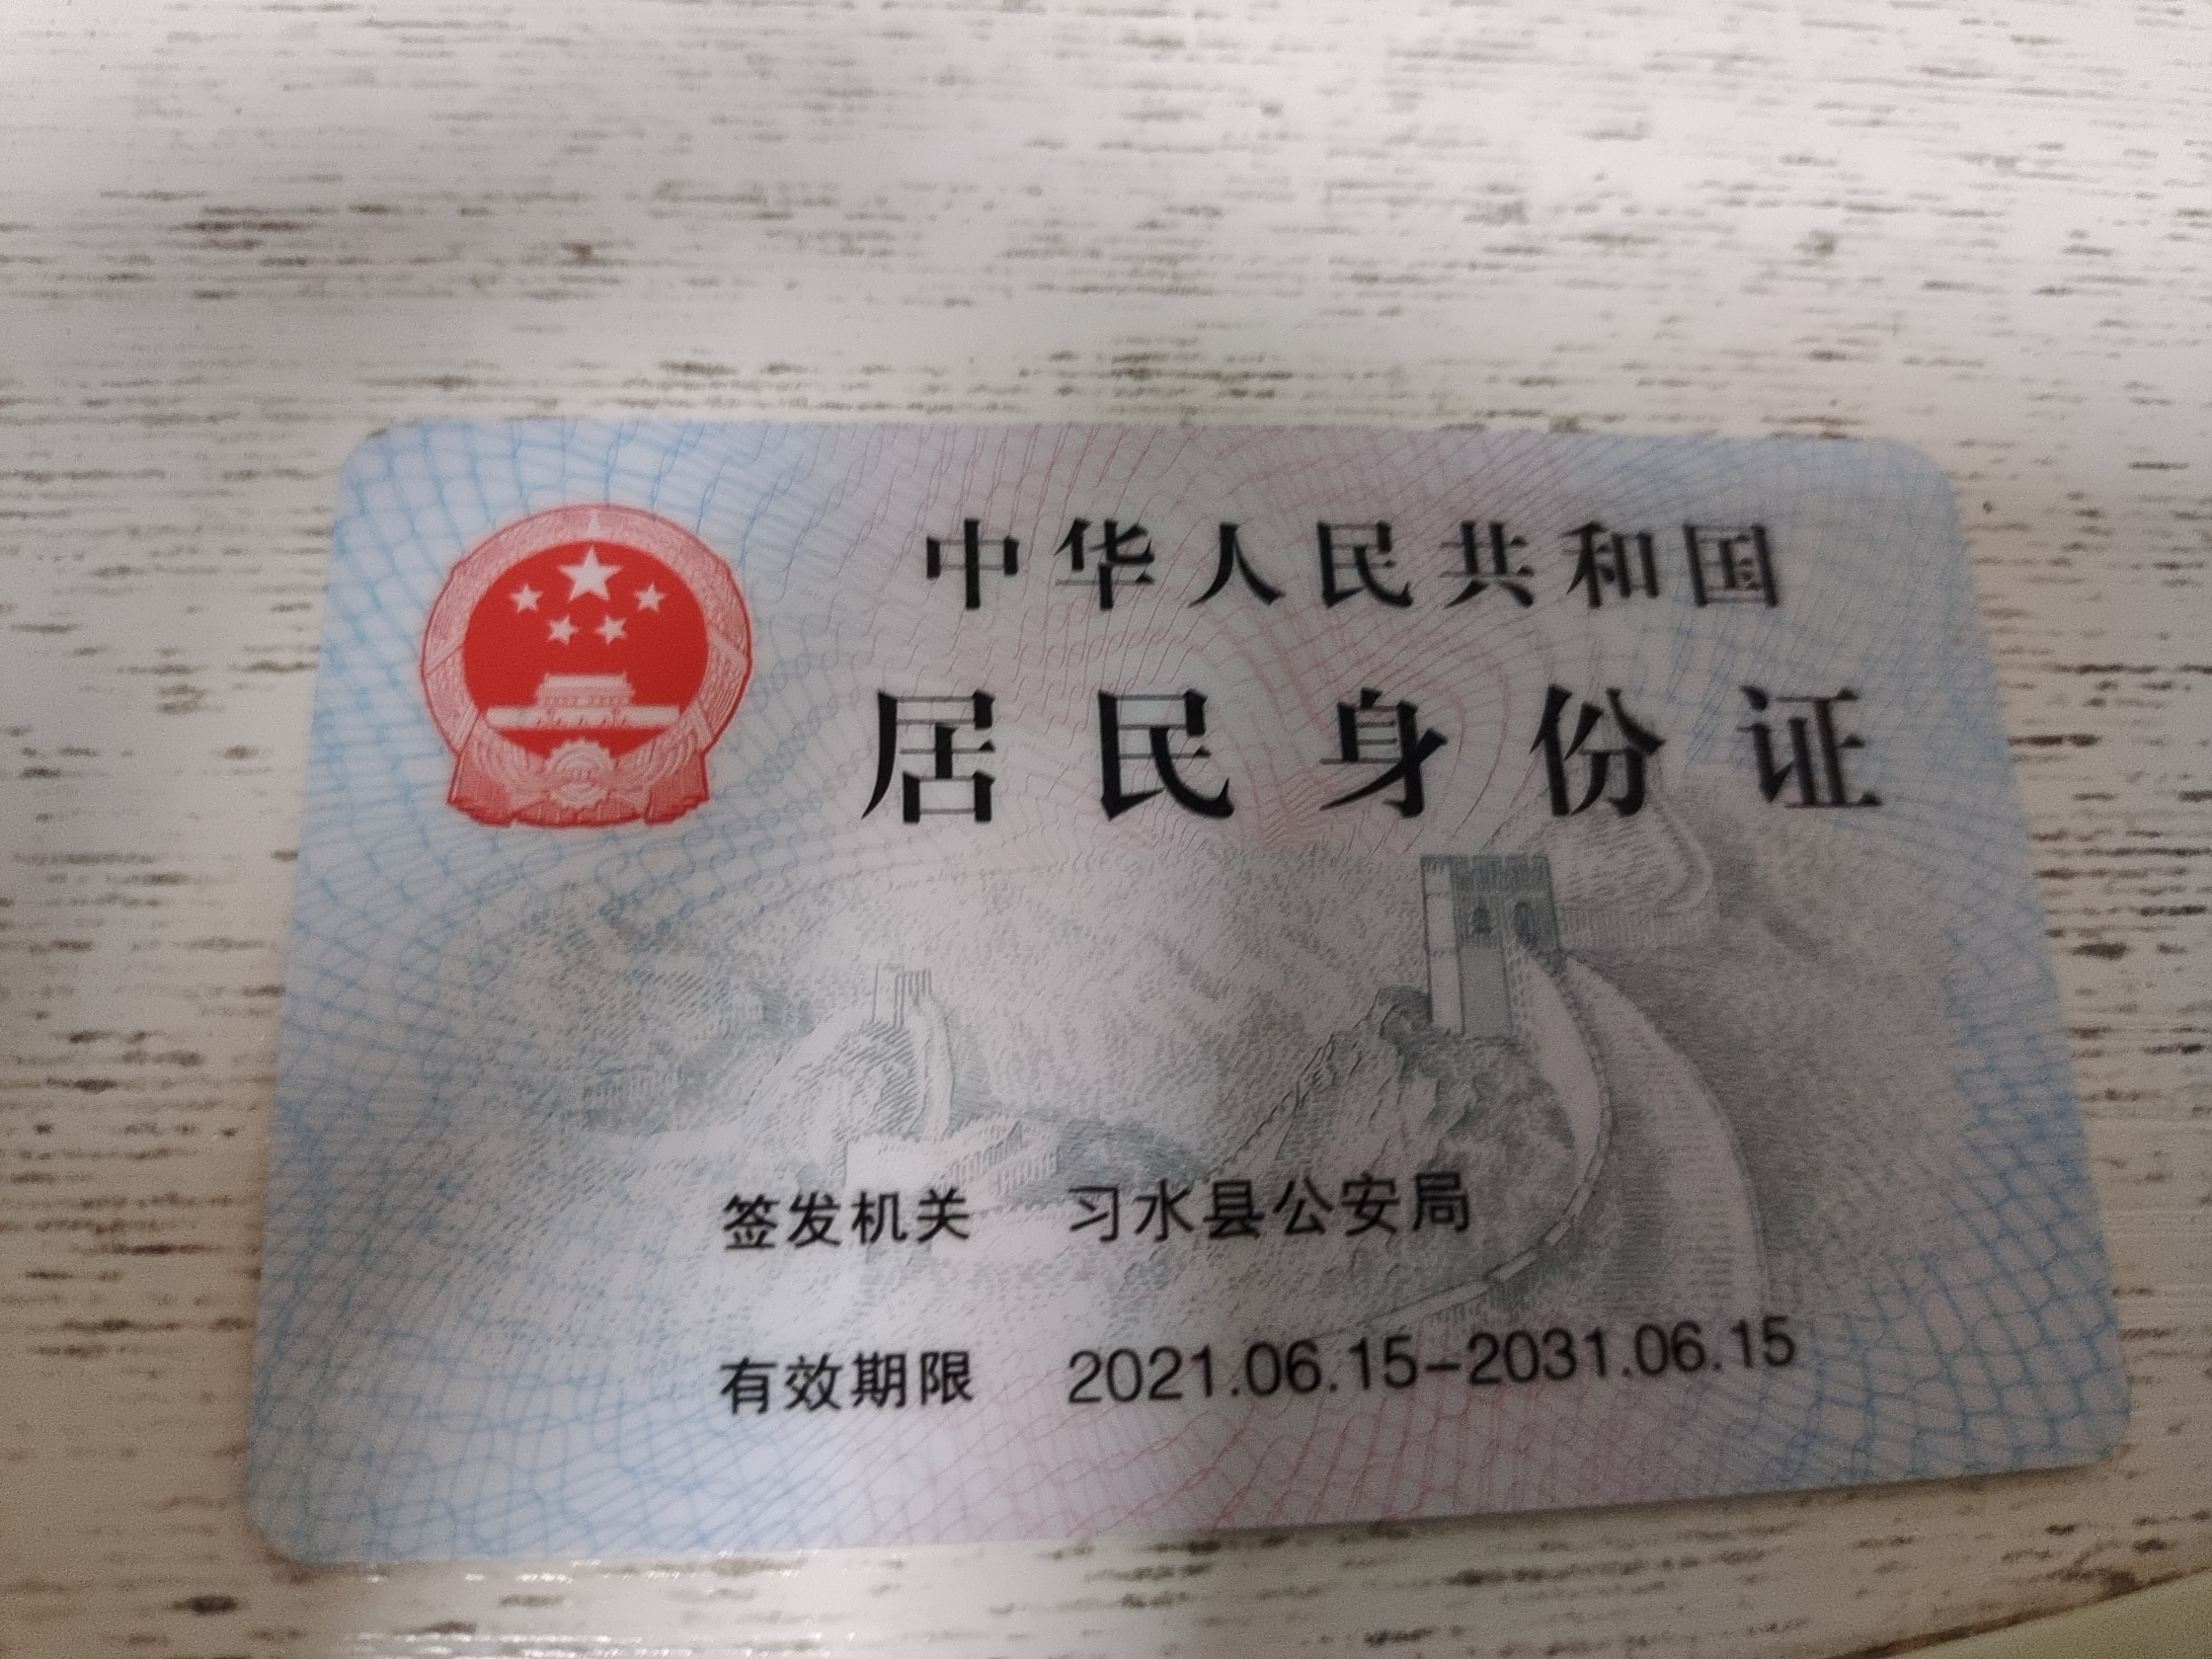 中华人民共和国
居民身份证
签发机关 习水县公安局
有效期限 2021.06.15-2031.06.15